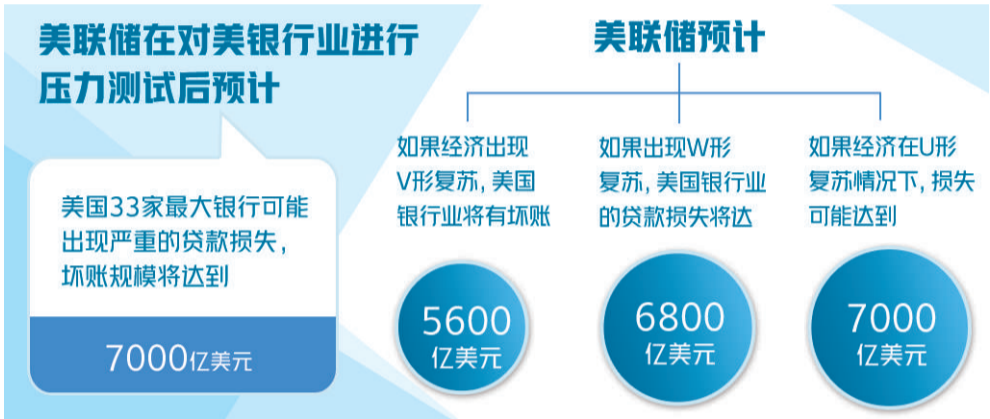 美联储在对美银行业进行
压力测试后预计
美国33家最大银行可能
出现严重的贷款损失，
坏账规模将达到
7000亿美元
美联储预计
如果经济出现
V形复苏，美国
银行业将有坏账
5600
亿美元
如果出现W形
复苏，美国银行业
的贷款损失将达
6800
亿美元
如果经济在U形
复苏情况下，损失
可能达到
7000
亿美元